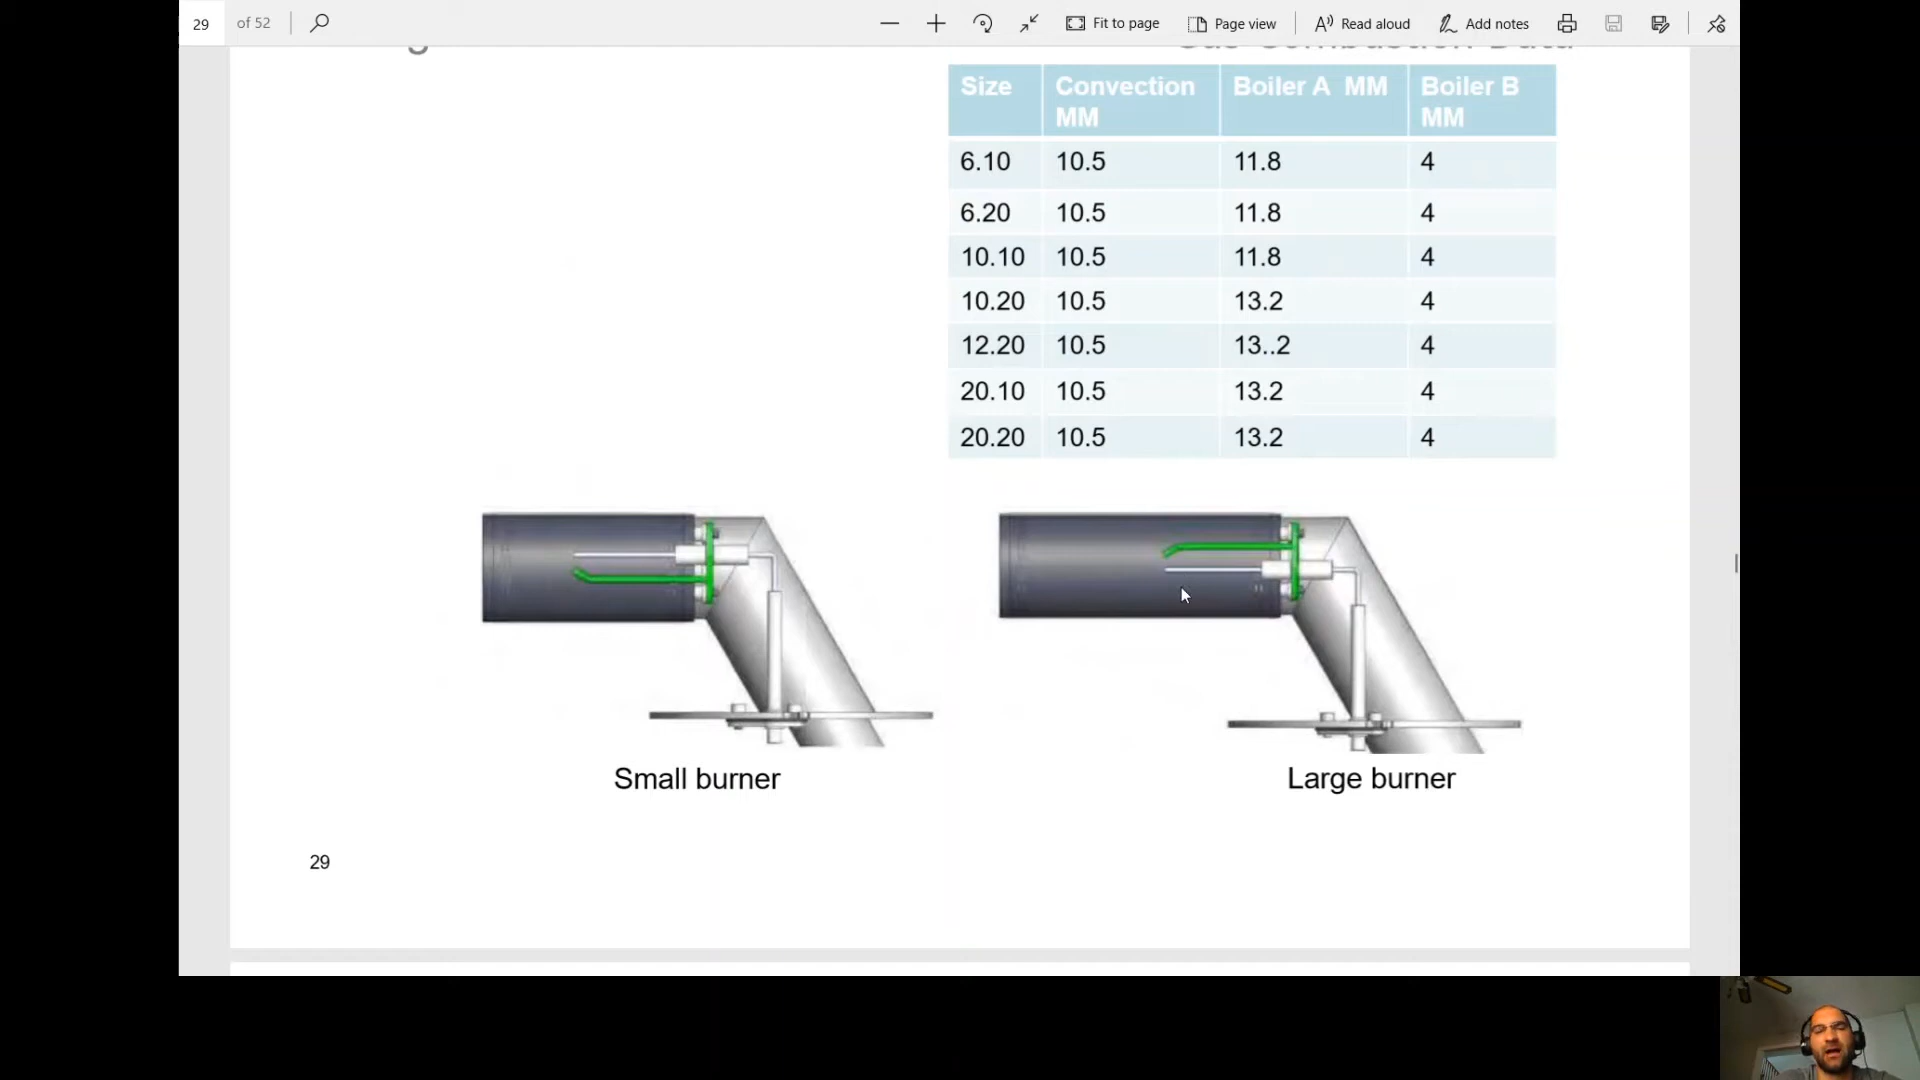 29 of 52 Fit to page Page view Read aloud Add notes
Gas Combustion Data
Size Convection MM Boiler A MM Boiler B MM
6.10 10.5 11.8 4
6.20 10.5 11.8 4
10.10 10.5 11.8 4
10.20 10.5 13.2 4
12.20 10.5 13..2 4
20.10 10.5 13.2 4
20.20 10.5 13.2 4
Small burner
Large burner
29